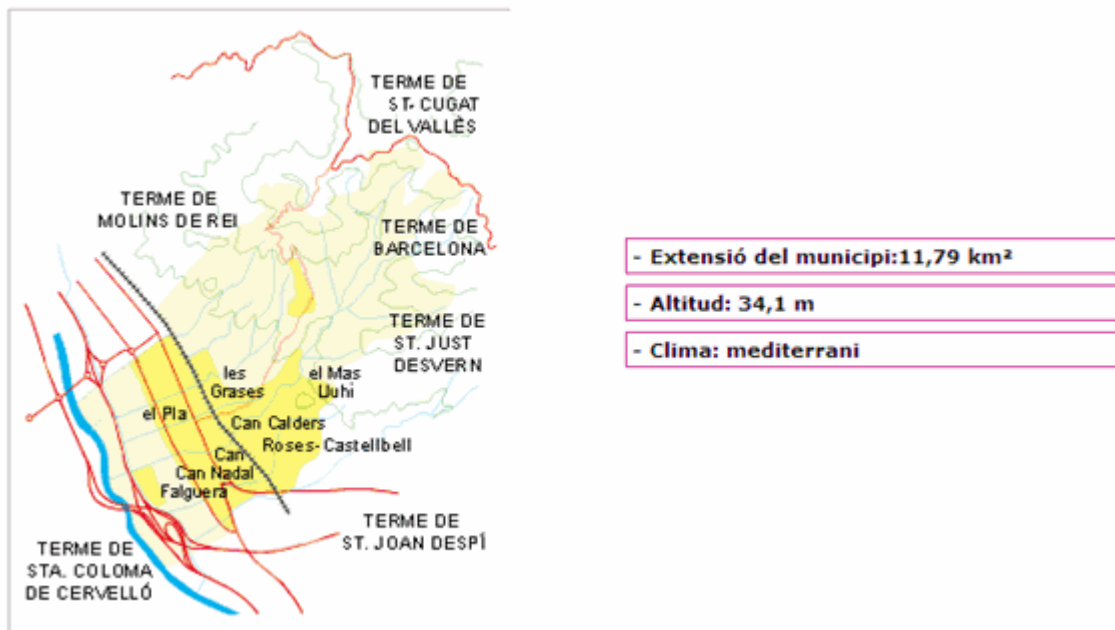 TERME DE
ST. CUGAT
DEL VALLÈS
TERME DE
MOLINS DE REI
TERME DE
BARCELONA
- Extensió del municipi:11,79 km²
- Altitud: 34,1 m
- Clima: mediterrani
TERME DE
ST. JUST
DESVERN
les
Grases
el Mas
Lluhí
el Pla
Can Calders
Roses-Castellbell
Can
Can Nadal
Falguera
TERME DE
ST. JOAN DESPÍ
TERME DE
STA. COLOMA
DE CERVELLÓ